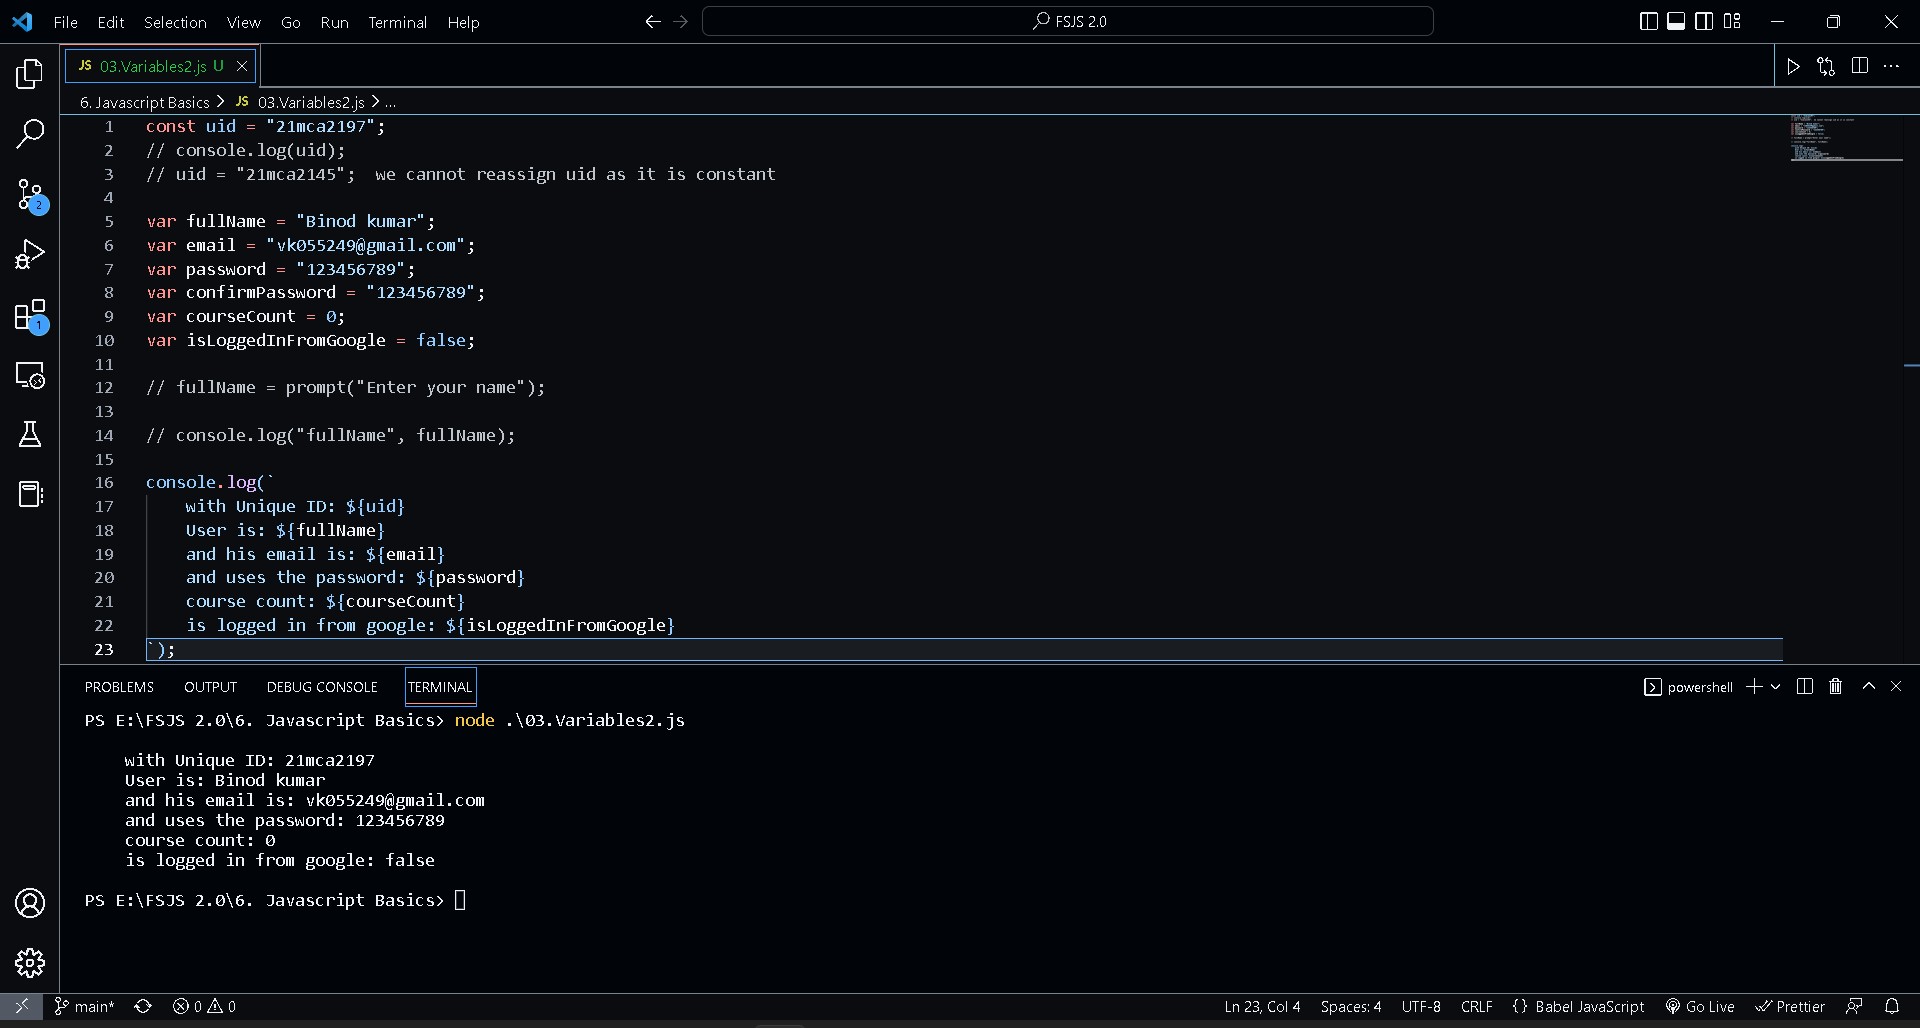 File Edit Selection View Go Run Terminal Help FSJS 2.0
JS 03.Variables2.js U
6. Javascript Basics > JS 03.Variables2.js > ...
1 const uid = "21mca2197";
2 // console.log(uid);
3 // uid = "21mca2145";  we cannot reassign uid as it is constant
4
5 var fullName = "Binod kumar";
6 var email = "vk055249@gmail.com";
7 var password = "123456789";
8 var confirmPassword = "123456789";
9 var courseCount = 0;
10 var isLoggedInFromGoogle = false;
11
12 // fullName = prompt("Enter your name");
13
14 // console.log("fullName", fullName);
15
16 console.log(`
17     with Unique ID: ${uid}
18     User is: ${fullName}
19     and his email is: ${email}
20     and uses the password: ${password}
21     course count: ${courseCount}
22     is logged in from google: ${isLoggedInFromGoogle}
23 `);
2
1
PROBLEMS OUTPUT DEBUG CONSOLE TERMINAL powershell
PS E:\FSJS 2.0\6. Javascript Basics> node .\03.Variables2.js
with Unique ID: 21mca2197
User is: Binod kumar
and his email is: vk055249@gmail.com
and uses the password: 123456789
course count: 0
is logged in from google: false
PS E:\FSJS 2.0\6. Javascript Basics>
main* 0 0 Ln 23, Col 4 Spaces: 4 UTF-8 CRLF {} Babel JavaScript Go Live Prettier